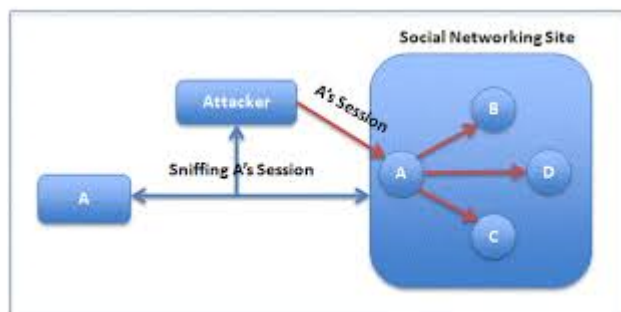 Social Networking Site
Attacker
A's Session
B
Sniffing A's Session
A
A
D
C